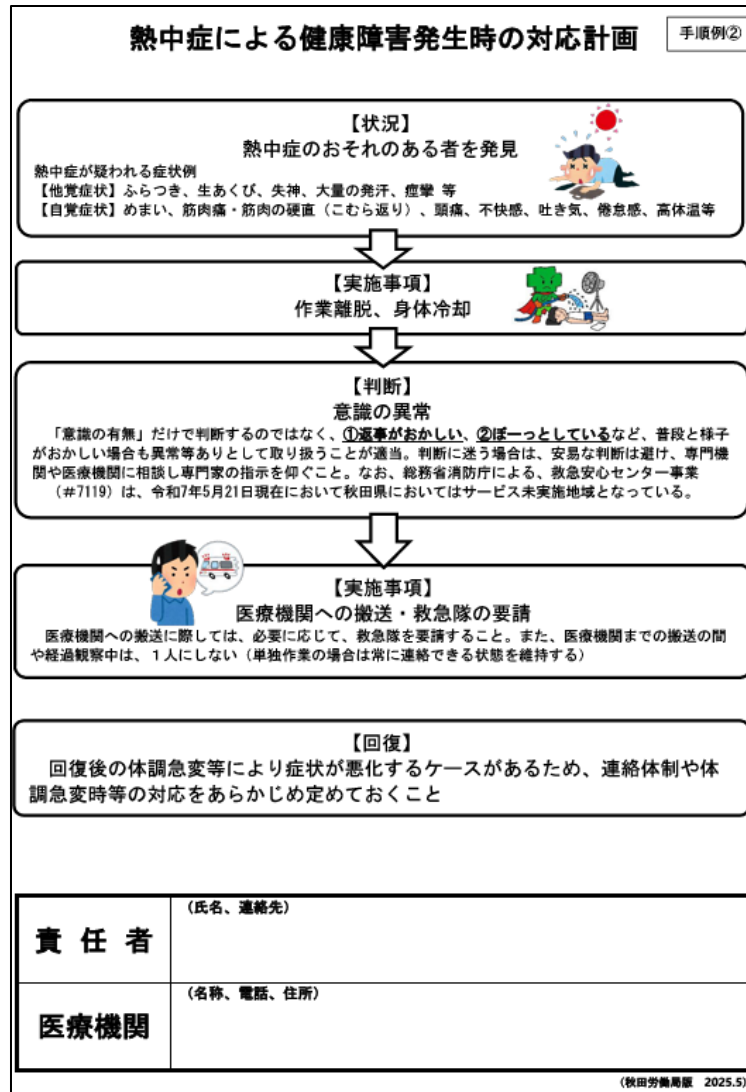 熱中症による健康障害発生時の対応計画
手順例②
【状況】
熱中症のおそれのある者を発見
熱中症が疑われる症状例
【他覚症状】ふらつき、生あくび、失神、大量の発汗、痙攣 等
【自覚症状】めまい、筋肉痛・筋肉の硬直（こむら返り）、頭痛、不快感、吐き気、倦怠感、高体温等
【実施事項】
作業離脱、身体冷却
【判断】
意識の異常
「意識の有無」だけで判断するのではなく、①返事がおかしい、②ぼーっとしているなど、普段と様子
がおかしい場合も異常等ありとして取り扱うことが適当。判断に迷う場合は、安易な判断は避け、専門機
関や医療機関に相談し専門家の指示を仰ぐこと。なお、総務省消防庁による、救急安心センター事業
（#7119）は、令和7年5月21日現在において秋田県においてはサービス未実施地域となっている。
【実施事項】
医療機関への搬送・救急隊の要請
医療機関への搬送に際しては、必要に応じて、救急隊を要請すること。また、医療機関までの搬送の間
や経過観察中は、１人にしない（単独作業の場合は常に連絡できる状態を維持する）
【回復】
回復後の体調急変等により症状が悪化するケースがあるため、連絡体制や体
調急変時等の対応をあらかじめ定めておくこと
責任者
（氏名、連絡先）
医療機関
（名称、電話、住所）
（秋田労働局版 2025.5）